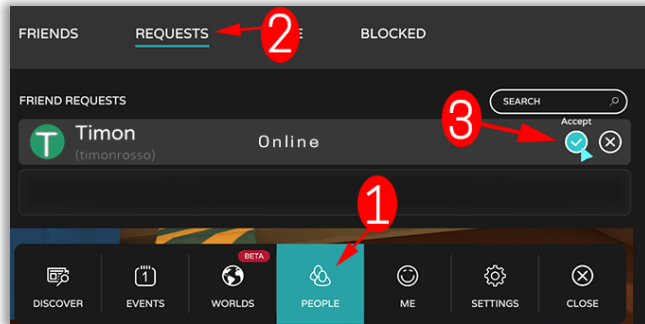 FRIENDS REQUESTS 2 E BLOCKED
FRIEND REQUESTS SEARCH
Accept
T Timon Online 3
(timonrosso)
1
BETA
1
DISCOVER EVENTS WORLDS PEOPLE ME SETTINGS CLOSE